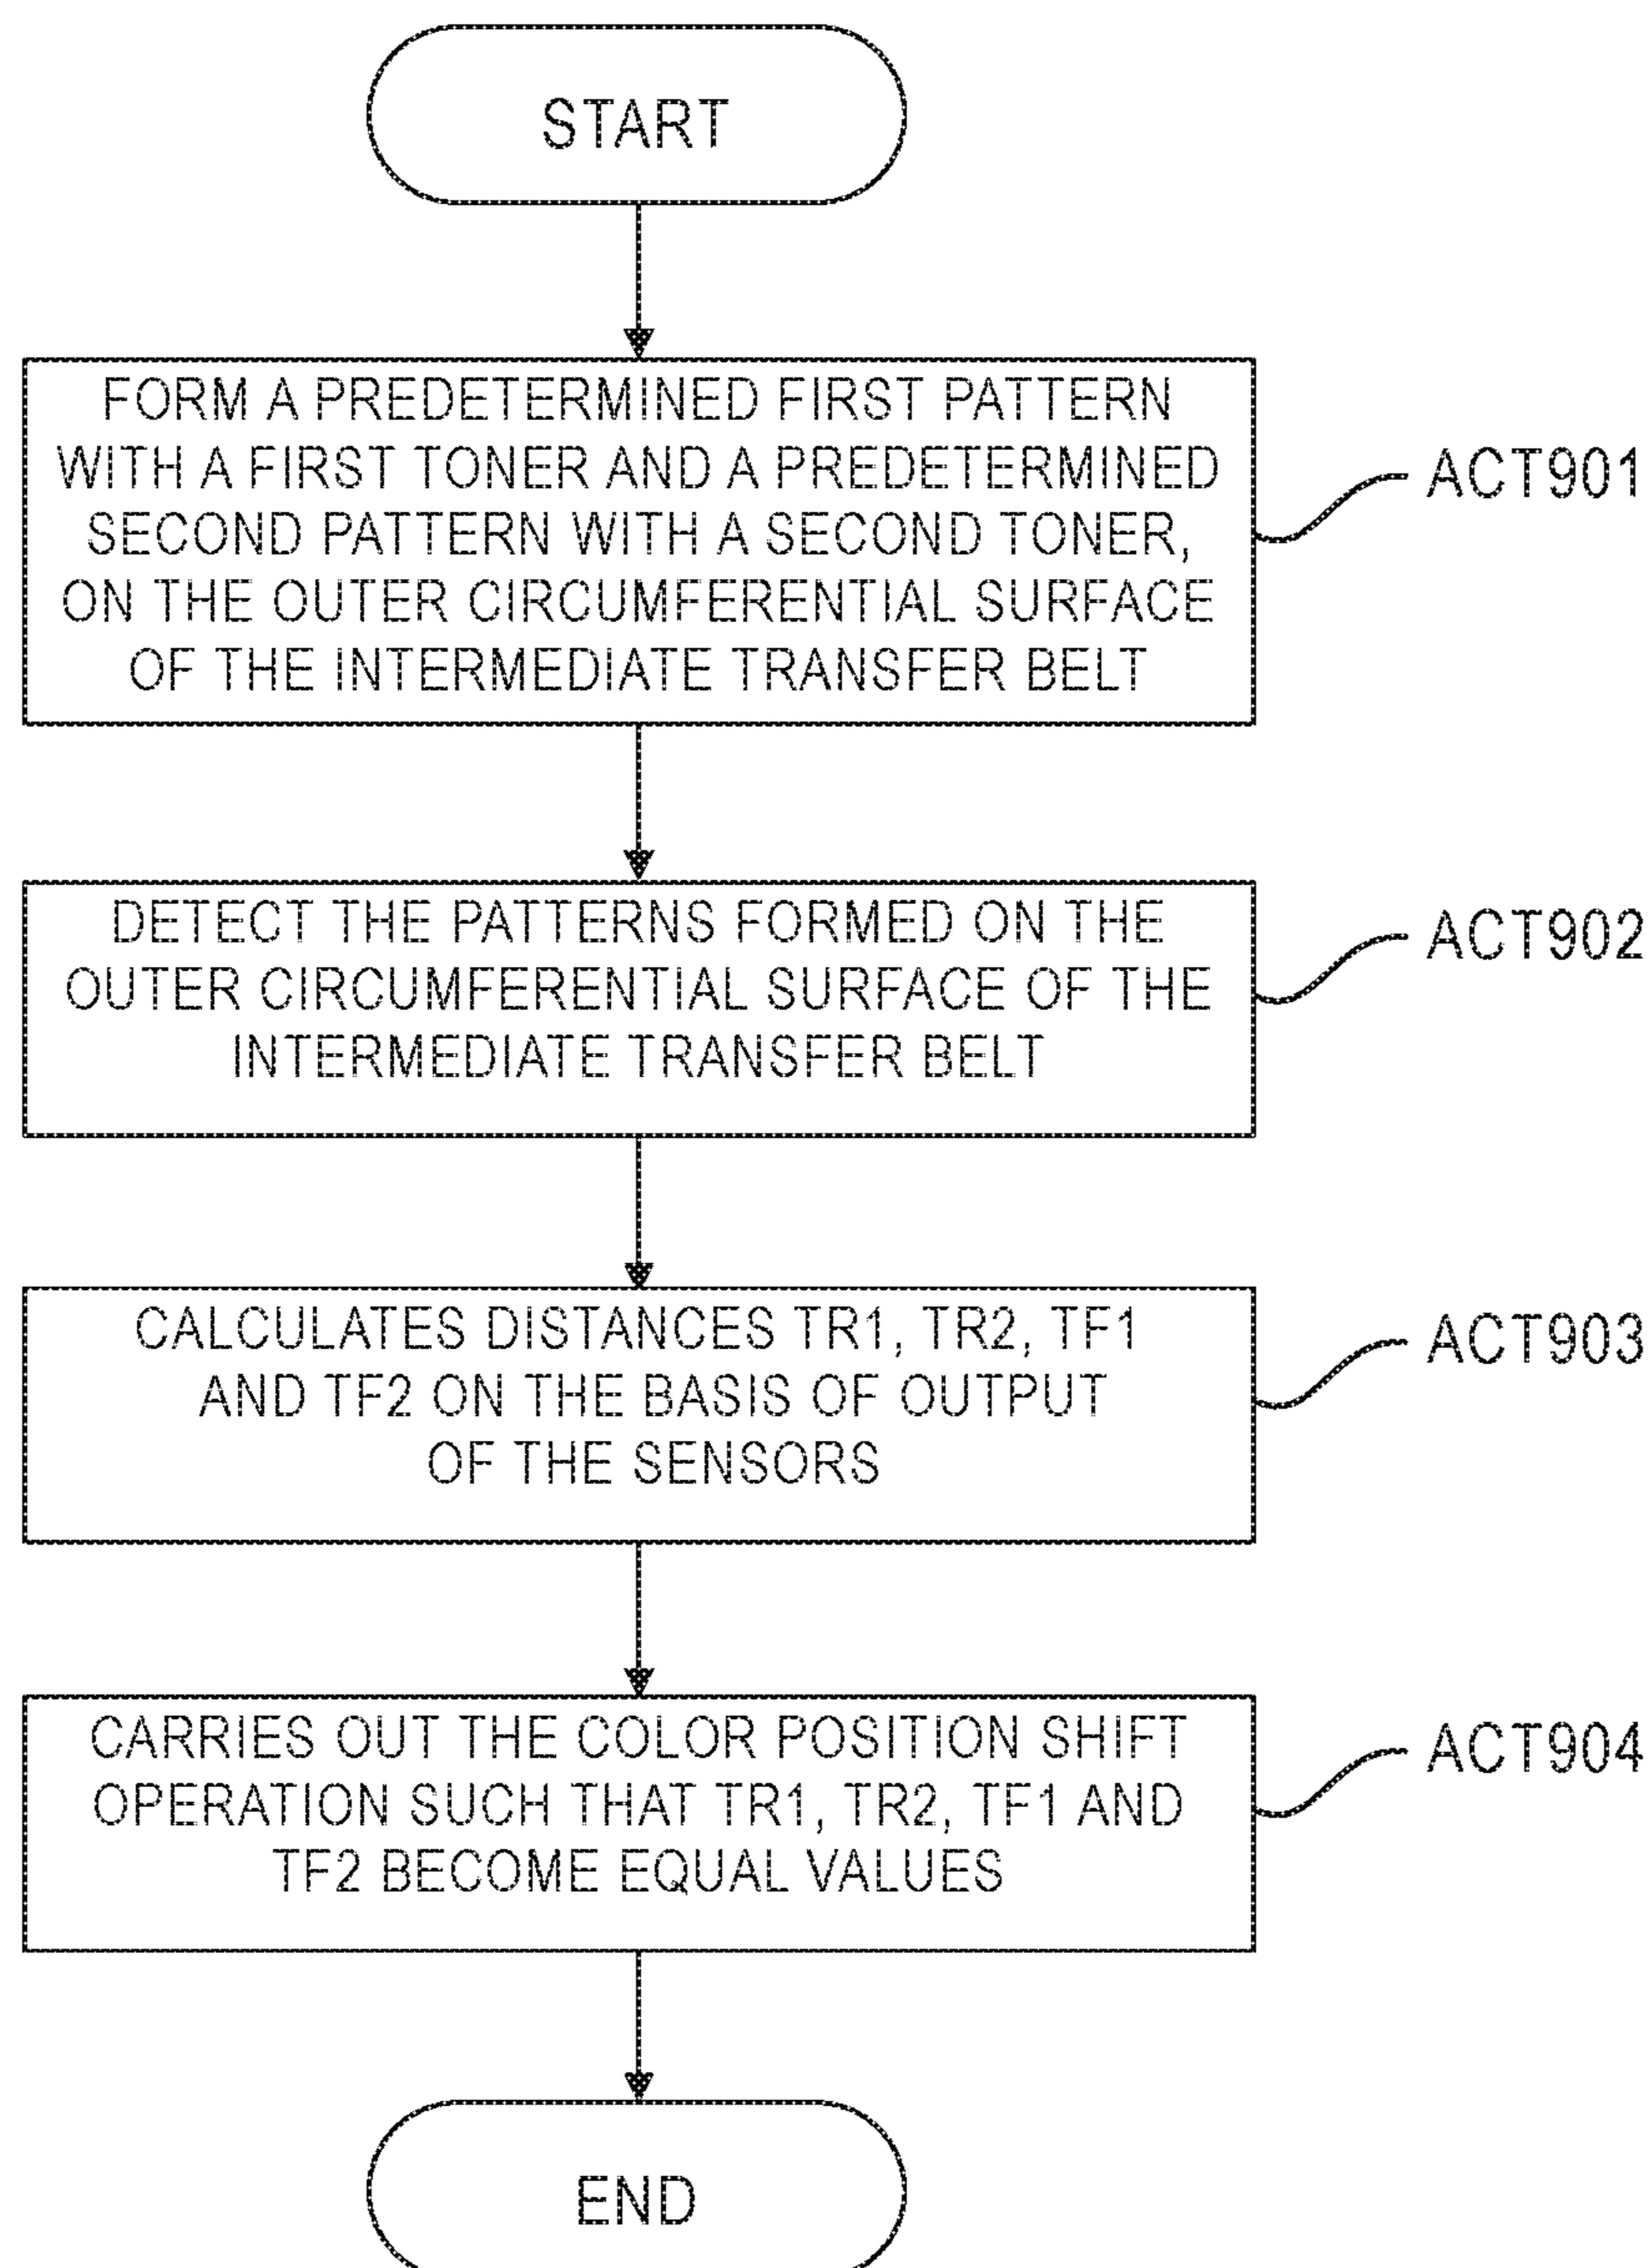 START
FORM A PREDETERMINED FIRST PATTERN
WITH A FIRST TONER AND A PREDETERMINED
SECOND PATTERN WITH A SECOND TONER,
ON THE OUTER CIRCUMFERENTIAL SURFACE
OF THE INTERMEDIATE TRANSFER BELT
ACT901
DETECT THE PATTERNS FORMED ON THE
OUTER CIRCUMFERENTIAL SURFACE OF THE
INTERMEDIATE TRANSFER BELT
ACT902
CALCULATES DISTANCES TR1, TR2, TF1
AND TF2 ON THE BASIS OF OUTPUT
OF THE SENSORS
ACT903
CARRIES OUT THE COLOR POSITION SHIFT
OPERATION SUCH THAT TR1, TR2, TF1 AND
TF2 BECOME EQUAL VALUES
ACT904
END